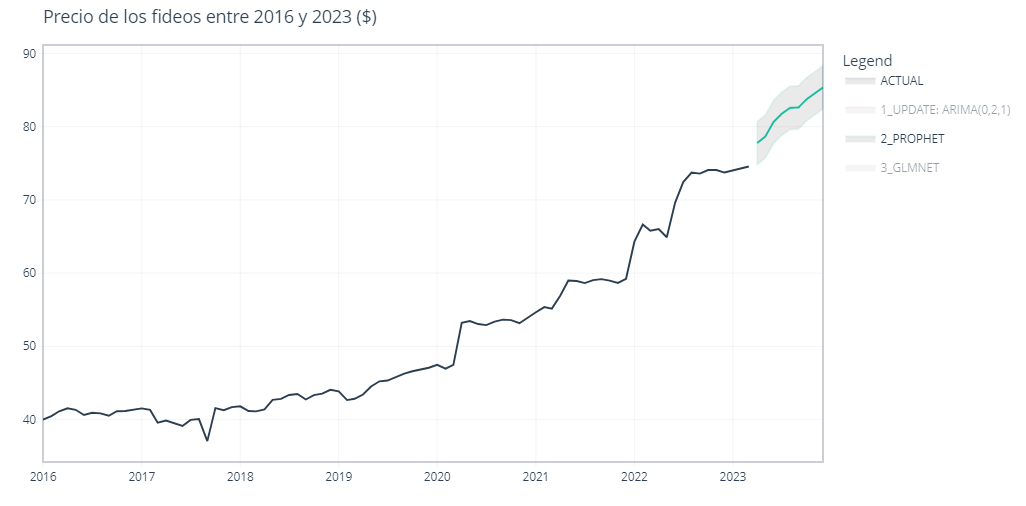 Precio de los fideos entre 2016 y 2023 ($)
90
80
70
60
50
40
2016 2017 2018 2019 2020 2021 2022 2023
Legend
ACTUAL
1_UPDATE: ARIMA(0,2,1)
2_PROPHET
3_GLMNET